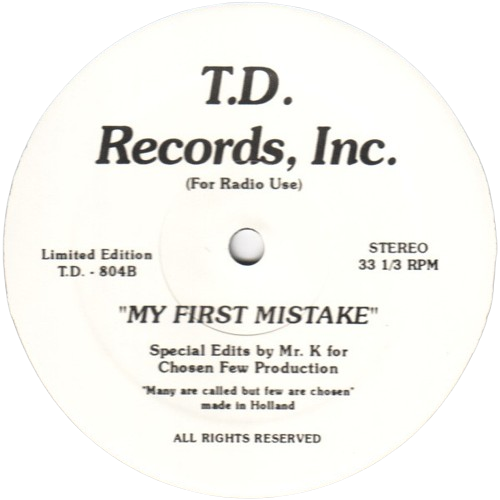 T.D.
Records, Inc.
(For Radio Use)
Limited Edition
T.D. - 804B
STEREO
33 1/3 RPM
"MY FIRST MISTAKE"
Special Edits by Mr. K for
Chosen Few Production
"Many are called but few are chosen"
made in Holland
ALL RIGHTS RESERVED